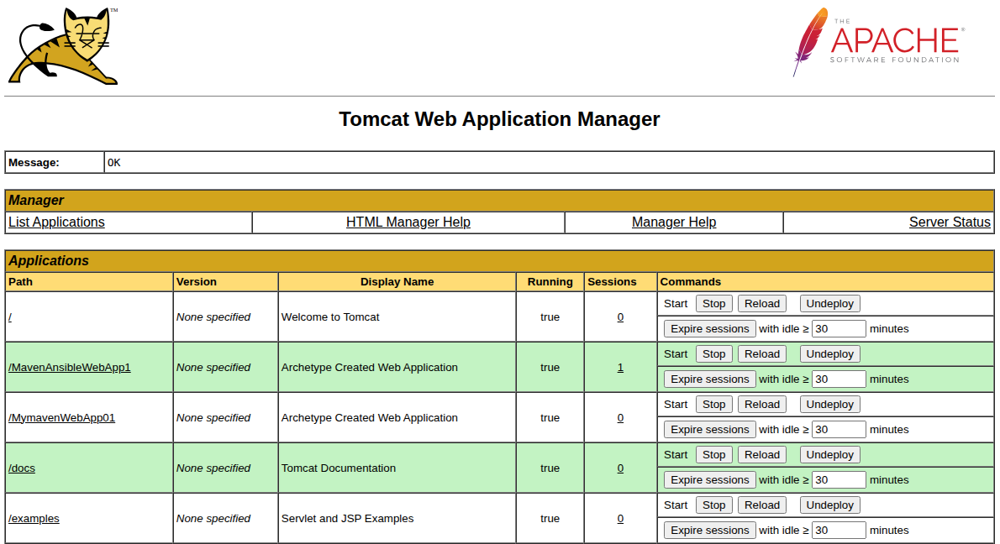 TM
THE
APACHE®
SOFTWARE FOUNDATION
Tomcat Web Application Manager
Message: OK
Manager
List Applications HTML Manager Help Manager Help Server Status
Applications
Path Version Display Name Running Sessions Commands
/ None specified Welcome to Tomcat true 0 Start Stop Reload Undeploy
Expire sessions with idle ≥ 30 minutes
/MavenAnsibleWebApp1 None specified Archetype Created Web Application true 1 Start Stop Reload Undeploy
Expire sessions with idle ≥ 30 minutes
/MymavenWebApp01 None specified Archetype Created Web Application true 0 Start Stop Reload Undeploy
Expire sessions with idle ≥ 30 minutes
/docs None specified Tomcat Documentation true 0 Start Stop Reload Undeploy
Expire sessions with idle ≥ 30 minutes
/examples None specified Servlet and JSP Examples true 0 Start Stop Reload Undeploy
Expire sessions with idle ≥ 30 minutes